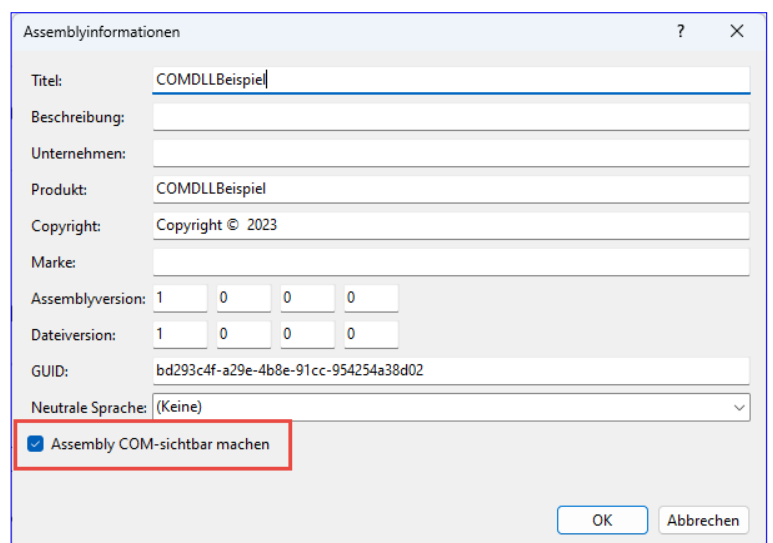 Assemblyinformationen ? ×
Titel: COMDLLBeispiel
Beschreibung:
Unternehmen:
Produkt: COMDLLBeispiel
Copyright: Copyright © 2023
Marke:
Assemblyversion: 1 0 0 0
Dateiversion: 1 0 0 0
GUID: bd293c4f-a29e-4b8e-91cc-954254a38d02
Neutrale Sprache: (Keine)
Assembly COM-sichtbar machen
OK Abbrechen